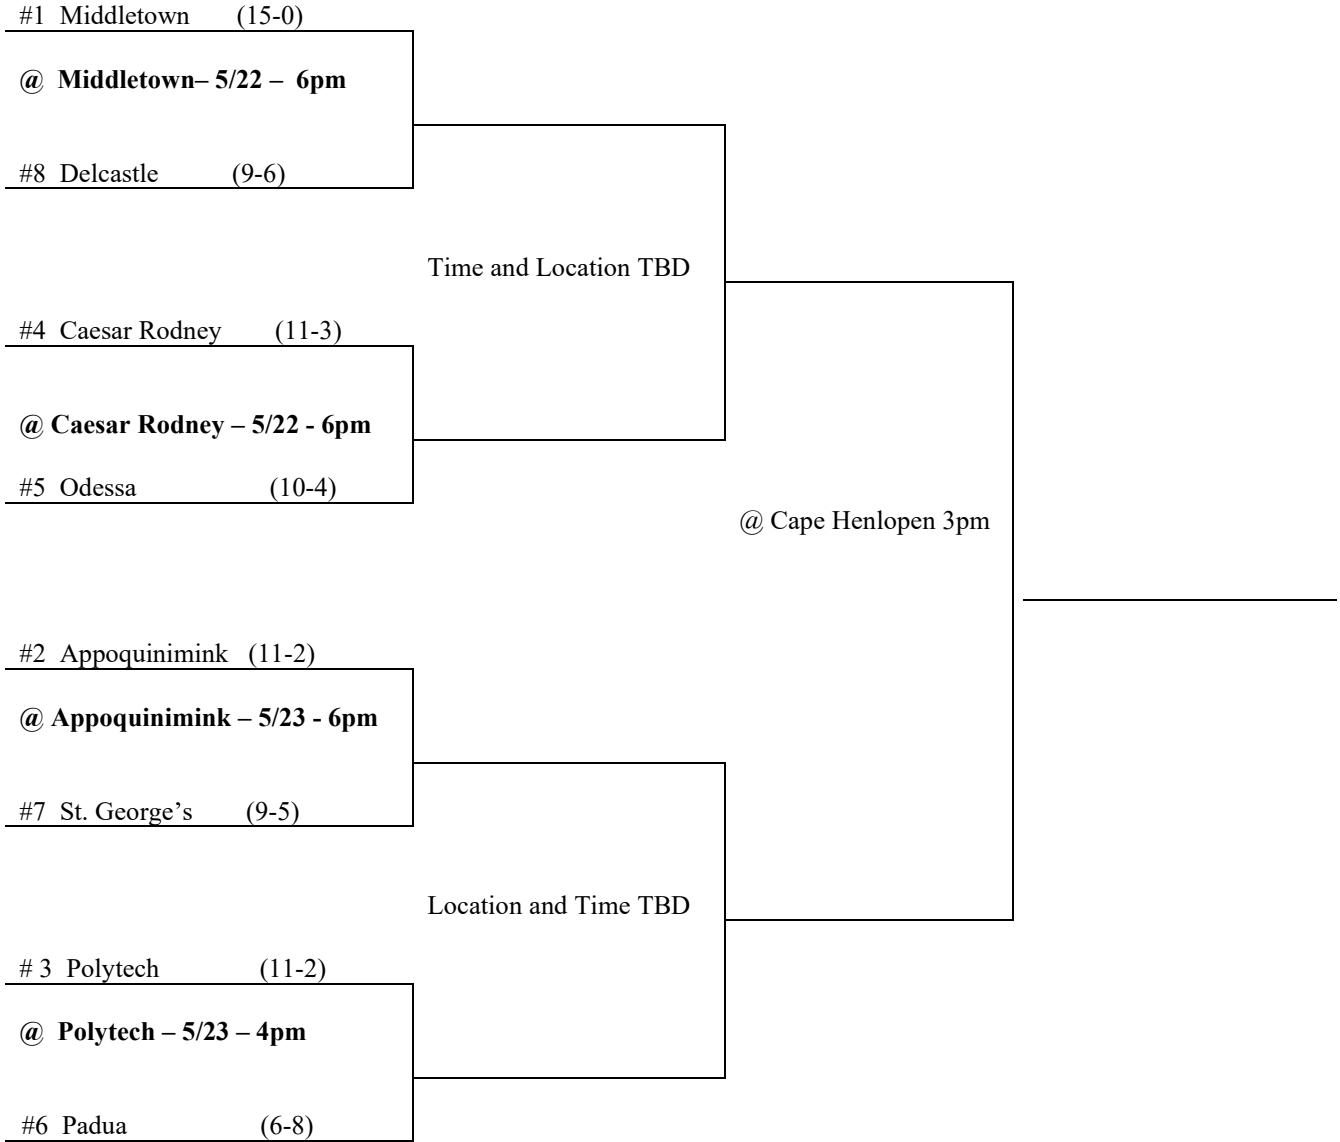 #1 Middletown (15-0)
@ Middletown– 5/22 – 6pm
#8 Delcastle (9-6)
Time and Location TBD
#4 Caesar Rodney (11-3)
@ Caesar Rodney – 5/22 - 6pm
#5 Odessa (10-4)
@ Cape Henlopen 3pm
#2 Appoquinimink (11-2)
@ Appoquinimink – 5/23 - 6pm
#7 St. George’s (9-5)
Location and Time TBD
# 3 Polytech (11-2)
@ Polytech – 5/23 – 4pm
#6 Padua (6-8)